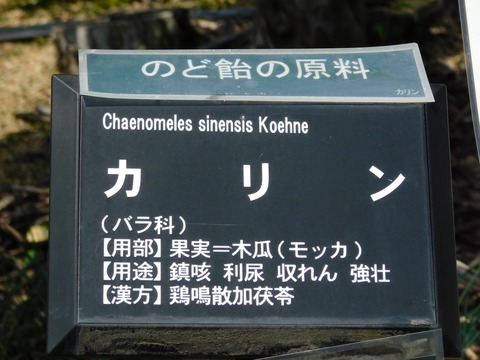 のど飴の原料
カリン
Chaenomeles sinensis Koehne
カリン
(バラ科)
【用部】果実=木瓜(モッカ)
【用途】鎮咳 利尿 収れん 強壮
【漢方】鶏鳴散加茯苓